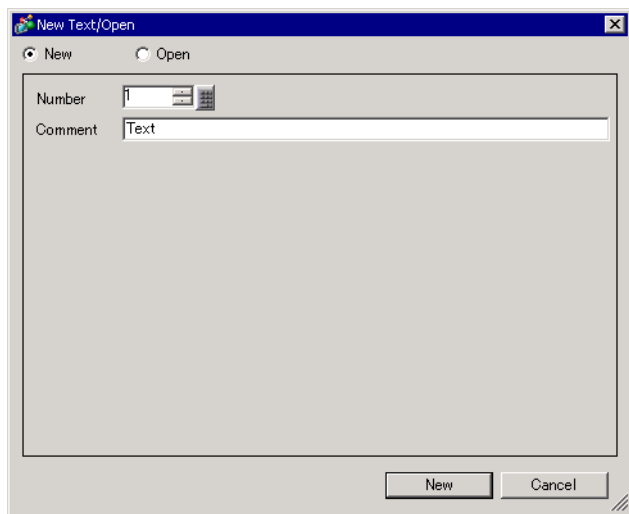 New Text/Open
New Open
Number 1
Comment Text
New Cancel